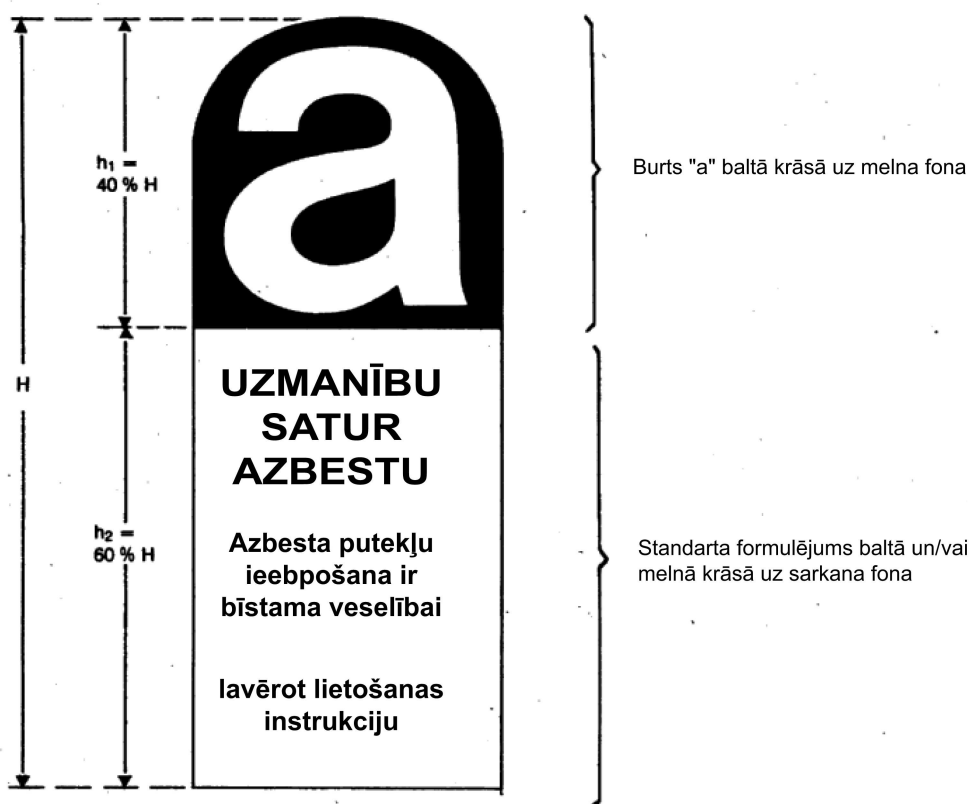 a
h₁ =
40 % H
Burts "a" baltā krāsā uz melna fona
H
UZMANĪBU
SATUR
AZBESTU
h₂ =
60 % H
Azbesta putekļu
ieebpošana ir
bīstama veselībai
Standarta formulējums baltā un/vai
melnā krāsā uz sarkana fona
Iavērot lietošanas
instrukciju